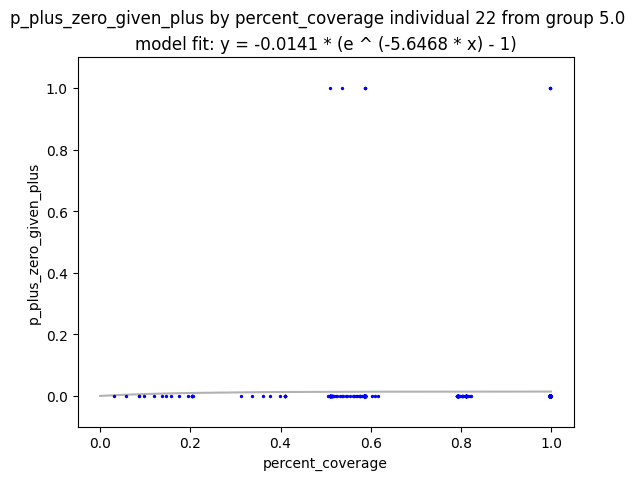 p_plus_zero_given_plus by percent_coverage individual 22 from group 5.0
model fit: y = -0.0141 * (e ^ (-5.6468 * x) - 1)
1.0
0.8
0.6
0.4
0.2
0.0
p_plus_zero_given_plus
0.0 0.2 0.4 0.6 0.8 1.0
percent_coverage